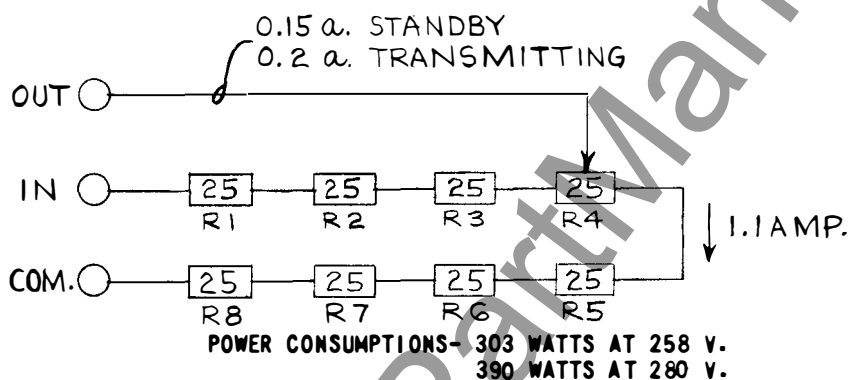 0.15 a. STANDBY
0.2 a. TRANSMITTING
OUT
IN
25
25
25
25
R1
R2
R3
R4
1.1 AMP.
COM.
25
25
25
25
R8
R7
R6
R5
POWER CONSUMPTIONS- 303 WATTS AT 258 V.
390 WATTS AT 280 V.